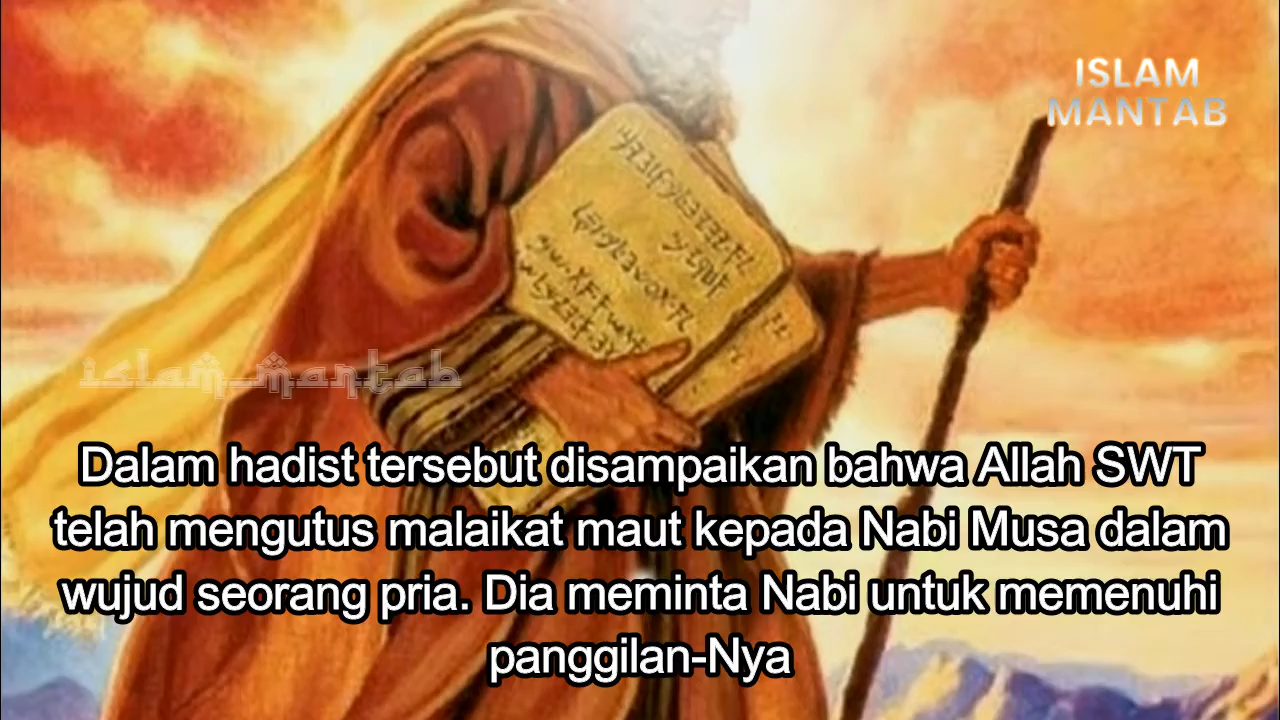 ISLAM
MANTAB
islam_mantab
Dalam hadist tersebut disampaikan bahwa Allah SWT
telah mengutus malaikat maut kepada Nabi Musa dalam
wujud seorang pria. Dia meminta Nabi untuk memenuhi
panggilan-Nya